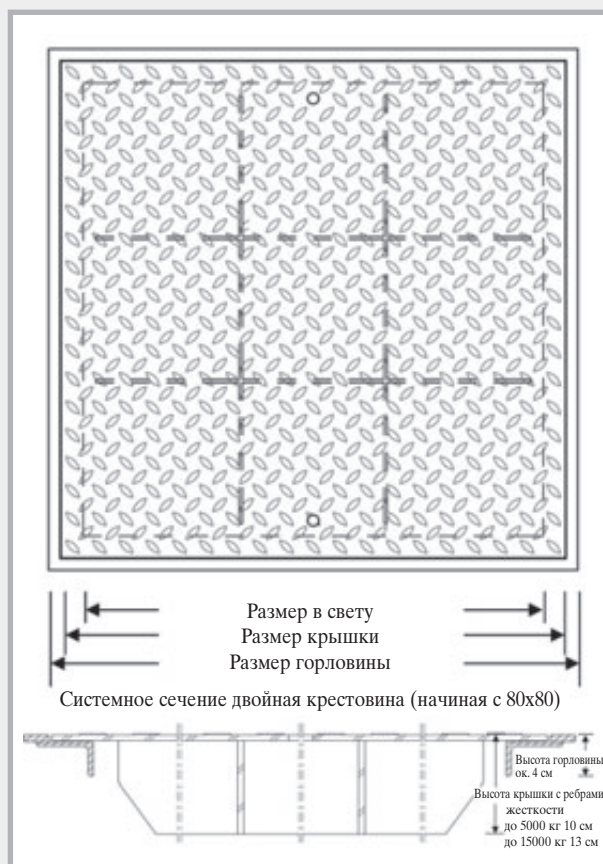 Размер в свету
Размер крышки
Размер горловины
Системное сечение двойная крестовина (начиная с 80x80)
Высота горловины
ок. 4 см
Высота крышки с ребрами
жесткости
до 5000 кг 10 см
до 15000 кг 13 см